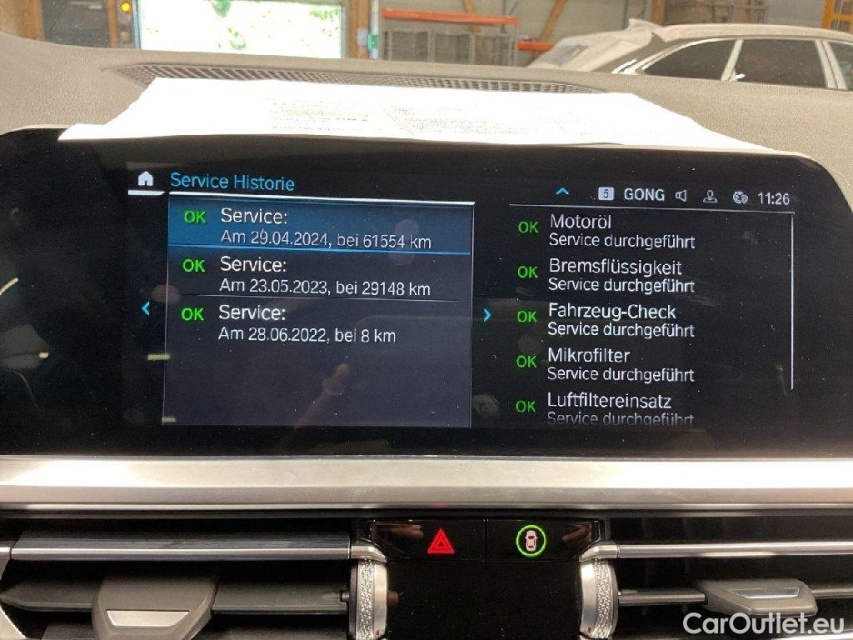 Service Historie
5 GONG 11:26
OK Service:
Am 29.04.2024, bei 61554 km
OK Service:
Am 23.05.2023, bei 29148 km
OK Service:
Am 28.06.2022, bei 8 km
OK Motoröl
Service durchgeführt
OK Bremsflüssigkeit
Service durchgeführt
OK Fahrzeug-Check
Service durchgeführt
OK Mikrofilter
Service durchgeführt
OK Luftfiltereinsatz
Service durchgeführt
CarOutlet.eu